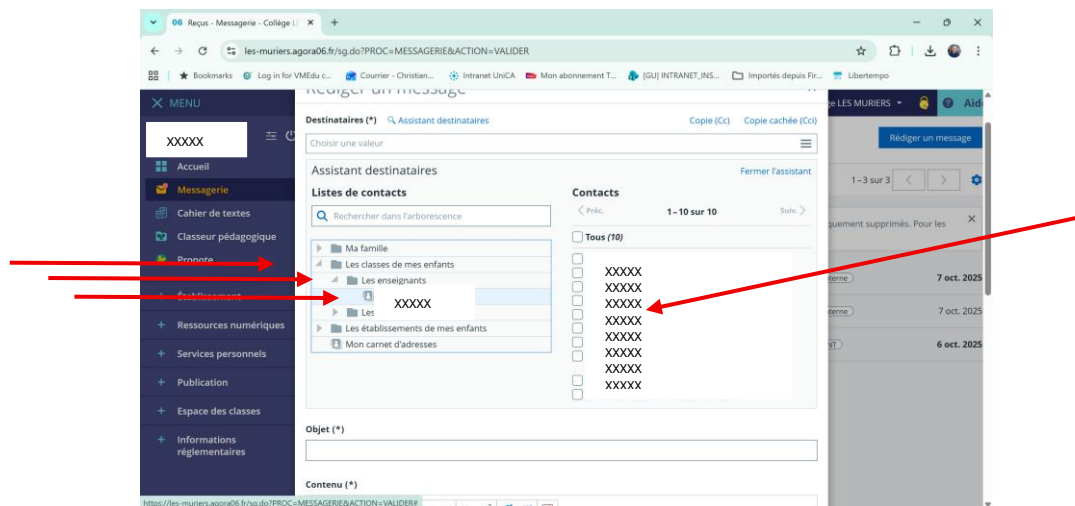 06 Reçus - Messagerie - Collège L
les-muriers.agora06.fr/sg.do?PROC=MESSAGERIE&ACTION=VALIDER
Bookmarks Log in for VMEdu c... Courrier - Christian... Intranet UniCA Mon abonnement T... [GU] INTRANET_INS... Importés depuis Fir... Libertempo
MENU
Rédiger un message
ge LES MURIERS Aid
Destinataires (*) Assistant destinataires Copie (Cc) Copie cachée (Cci)
XXXXX
Choisir une valeur
Rédiger un message
Accueil
Assistant destinataires Fermer l'assistant
1-3 sur 3
Messagerie
Listes de contacts Contacts
Cahier de textes
Rechercher dans l'arborescence
Préc. 1-10 sur 10 Suiv.
quement supprimés. Pour les
Classeur pédagogique
Tous (10)
Ma famille
Pronote
Les classes de mes enfants
Les enseignants
XXXXX
XXXXX
XXXXX
XXXXX
XXXXX
XXXXX
XXXXX
XXXXX
XXXXX
terne 7 oct. 2025
Établissement
Les
terne 7 oct. 2025
Ressources numériques
Les établissements de mes enfants
Mon carnet d'adresses
6 oct. 2025
Services personnels
Publication
Espace des classes
Objet (*)
Informations
réglementaires
Contenu (*)
https://les-muriers.agora06.fr/sg.do?PROC=MESSAGERIE&ACTION=VALIDER#